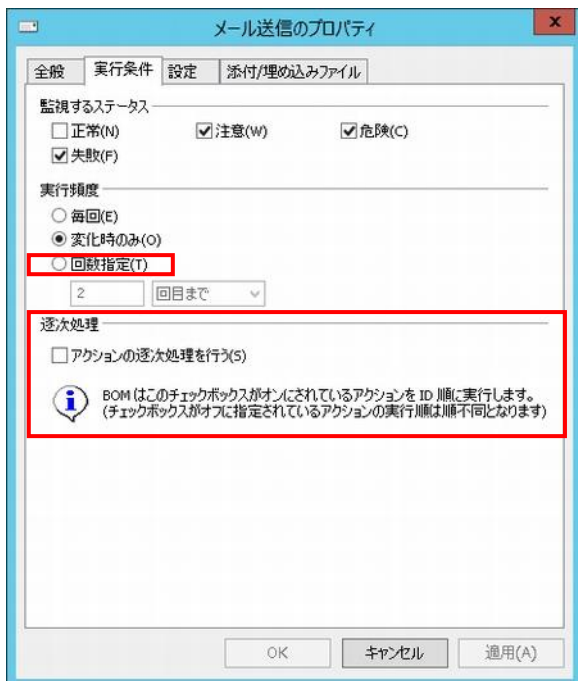 メール送信のプロパティ
x
全般 実行条件 設定 添付/埋め込みファイル
監視するステータス
正常(N) 注意(W) 危険(C)
失敗(F)
実行頻度
毎回(E)
変化時のみ(O)
回数指定(T)
2 回目まで
逐次処理
アクションの逐次処理を行う(S)
BOM はこのチェックボックスがオンにされているアクションを ID 順に実行します。
(チェックボックスがオフに指定されているアクションの実行順は順不同となります)
OK キャンセル 適用(A)